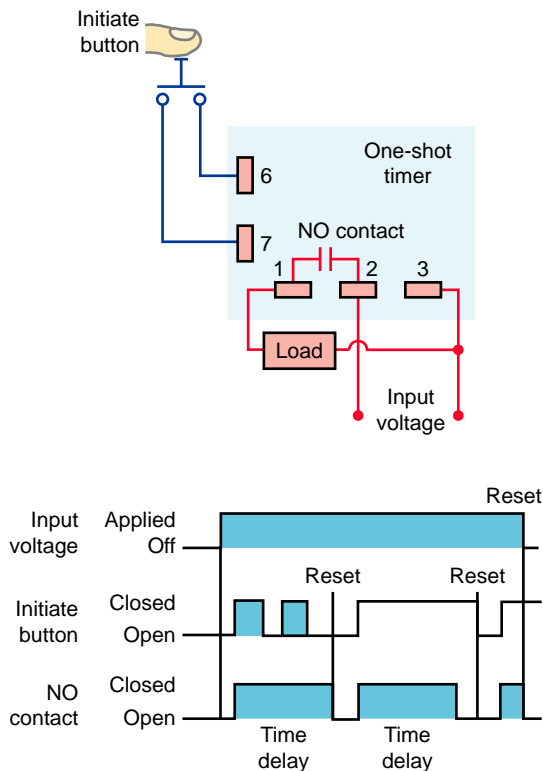 Initiate
button
One-shot
timer
6
7
NO contact
1 2 3
Load
Input
voltage
Reset
Input Applied
voltage Off
Reset Reset
Initiate Closed
button Open
NO Closed
contact Open
Time Time
delay delay